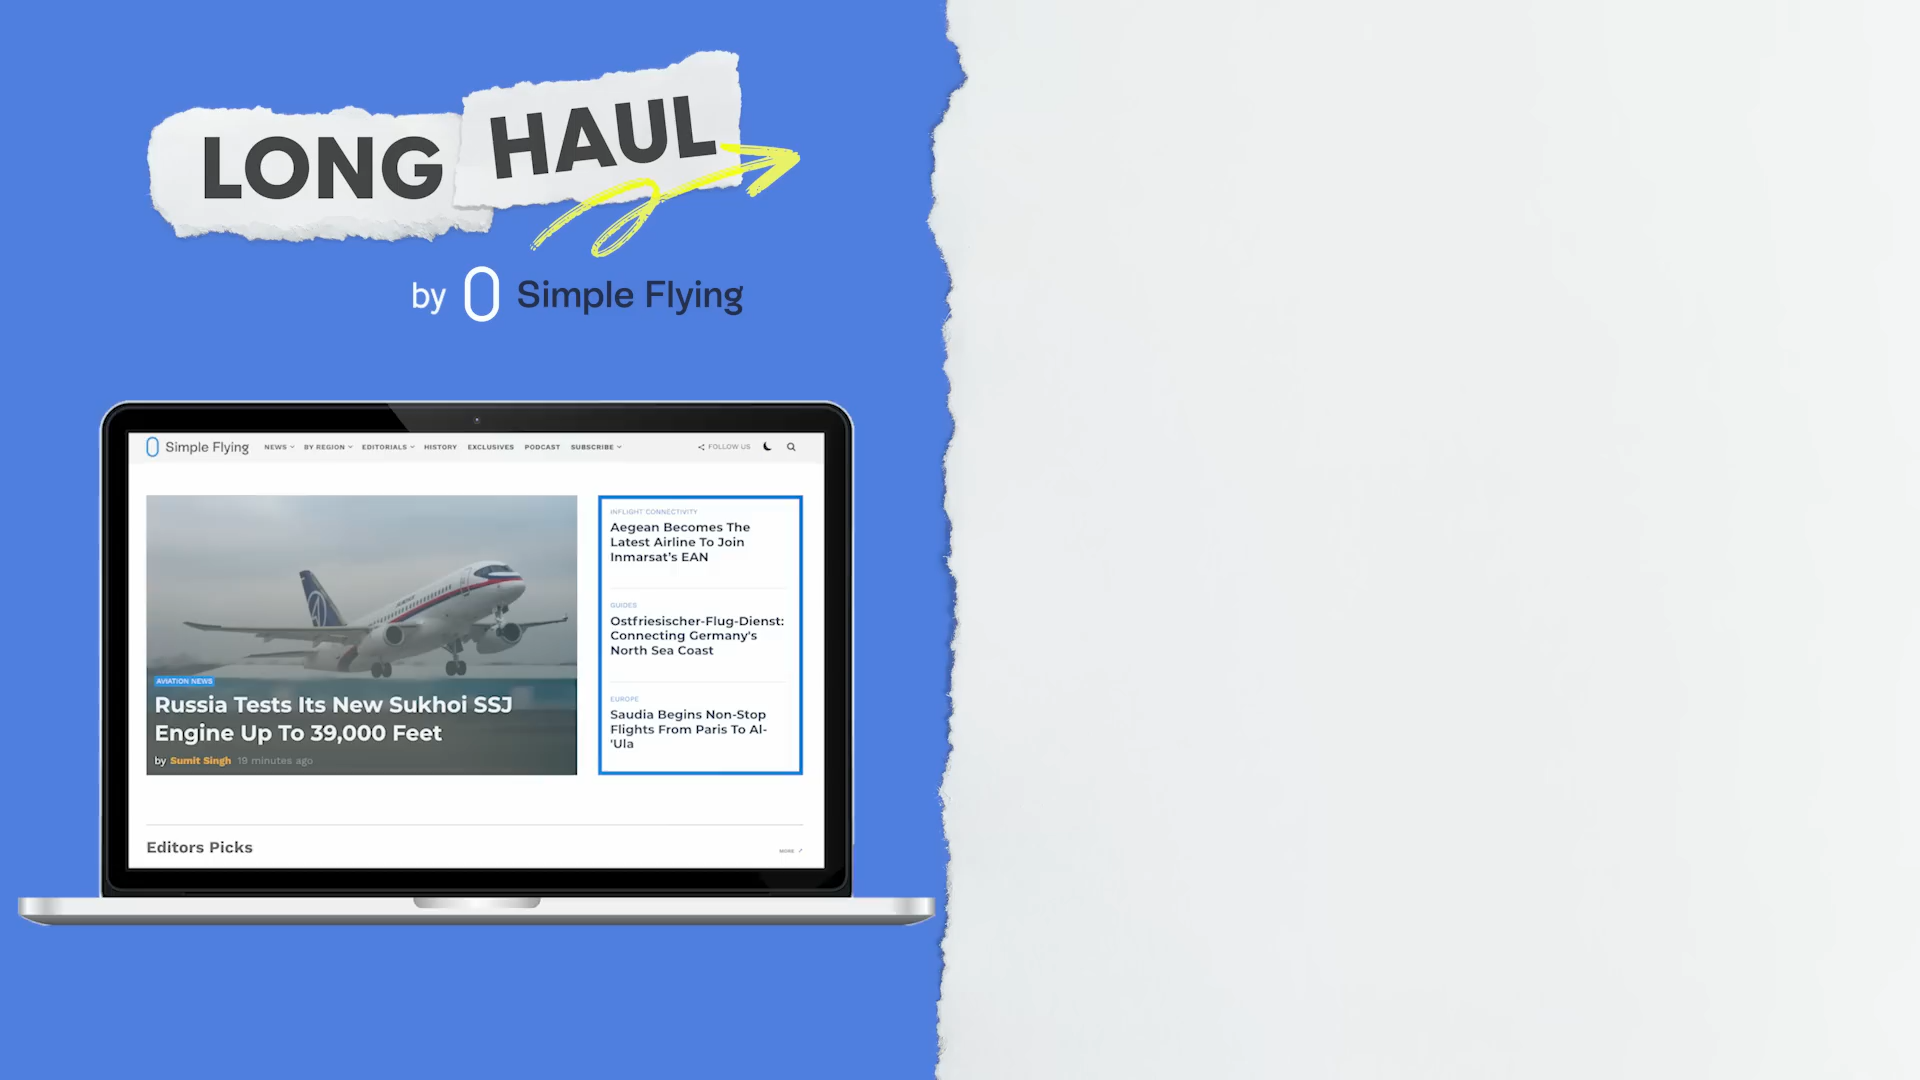 LONG HAUL
by Simple Flying
Simple Flying NEWS BY REGION EDITORIALS HISTORY EXCLUSIVES PODCAST SUBSCRIBE FOLLOW US
AVIATION NEWS
Russia Tests Its New Sukhoi SSJ
Engine Up To 39,000 Feet
by Sumit Singh 19 minutes ago
INFLIGHT CONNECTIVITY
Aegean Becomes The
Latest Airline To Join
Inmarsat's EAN
GUIDES
Ostfriesischer-Flug-Dienst:
Connecting Germany's
North Sea Coast
EUROPE
Saudia Begins Non-Stop
Flights From Paris To Al-
'Ula
Editors Picks
MORE